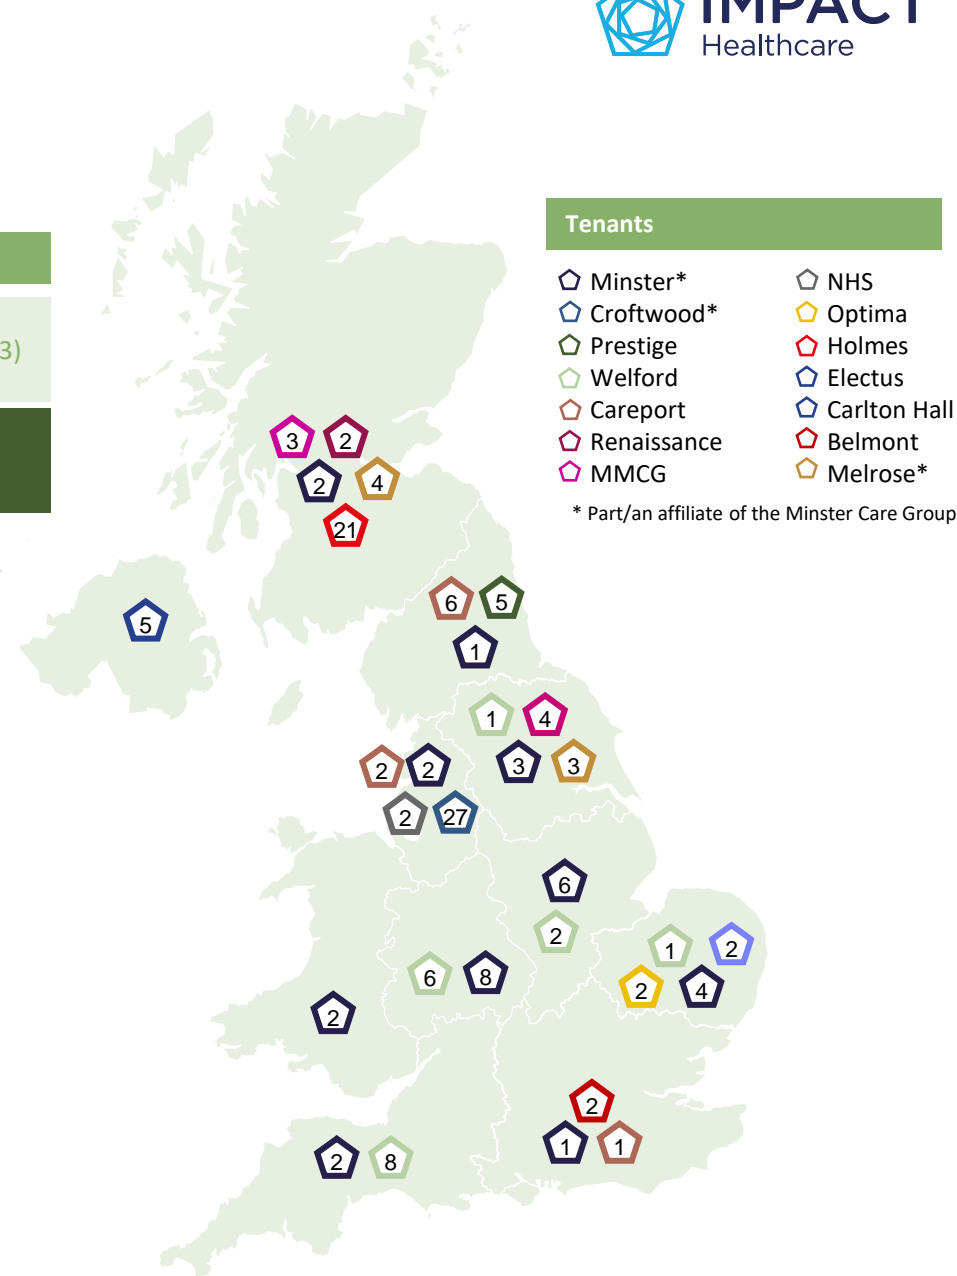 IMPACT
Healthcare
3)
Tenants
Minster*
Croftwood*
Prestige
Welford
Careport
Renaissance
MMCG
NHS
Optima
Holmes
Electus
Carlton Hall
Belmont
Melrose*
* Part/an affiliate of the Minster Care Group
3 2
2 4
21
5
6 5
1
1 4
3 3
2 2
2 27
6
2
1 2
2 4
6 8
2
2
1 1
2 8